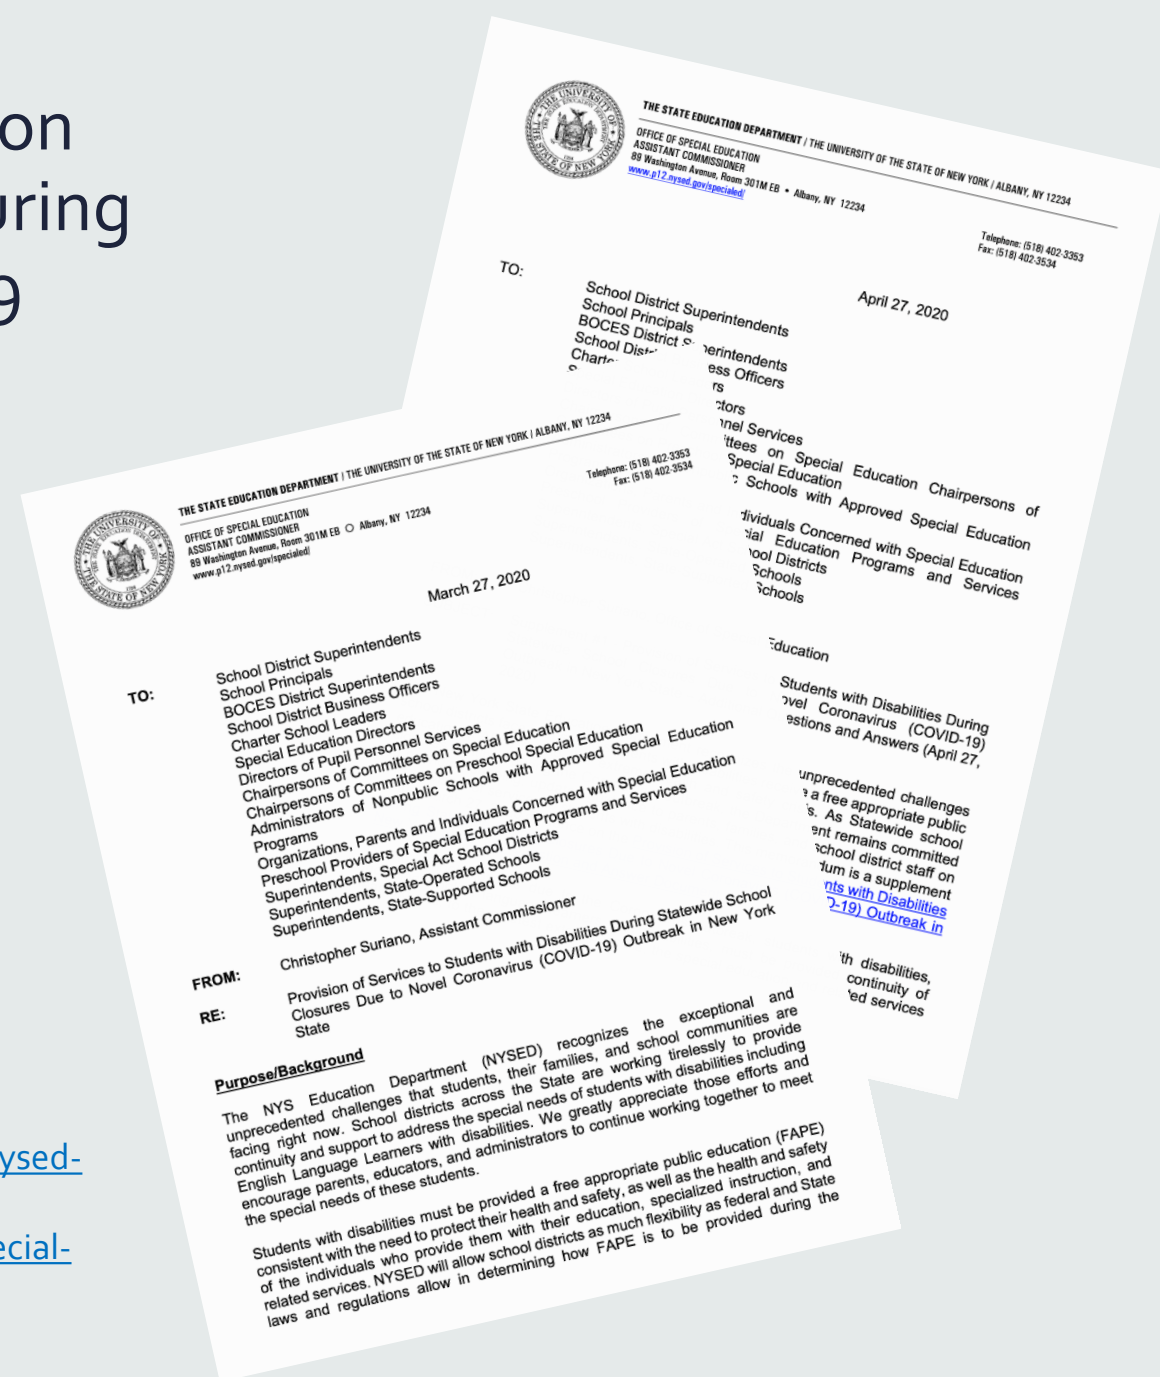 on
uring
9
ysed-
ecial-
THE STATE EDUCATION DEPARTMENT / THE UNIVERSITY OF THE STATE OF NEW YORK / ALBANY, NY 12234
OFFICE OF SPECIAL EDUCATION
ASSISTANT COMMISSIONER
89 Washington Avenue, Room 301M EB • Albany, NY 12234
www.p12.nysed.gov/specialed/
Telephone: (518) 402-3353
Fax: (518) 402-3534
April 27, 2020
TO:
School District Superintendents
School Principals
BOCES District Superintendents
School Dist ess Officers
Charte rs
ctors
nnel Services
ittees on Special Education Chairpersons of
Special Education
c Schools with Approved Special Education
dividuals Concerned with Special Education
cial Education Programs and Services
ool Districts
Schools
Schools
Education
Students with Disabilities During
ovel Coronavirus (COVID-19)
estions and Answers (April 27,
unprecedented challenges
e a free appropriate public
s. As Statewide school
ent remains committed
school district staff on
dum is a supplement
nts with Disabilities
D-19) Outbreak in
th disabilities,
continuity of
ed services
THE STATE EDUCATION DEPARTMENT / THE UNIVERSITY OF THE STATE OF NEW YORK / ALBANY, NY 12234
OFFICE OF SPECIAL EDUCATION
ASSISTANT COMMISSIONER
89 Washington Avenue, Room 301M EB O Albany, NY 12234
www.p12.nysed.gov/specialed/
Telephone: (518) 402-3353
Fax: (518) 402-3534
March 27, 2020
TO:
School District Superintendents
School Principals
BOCES District Superintendents
School District Business Officers
Charter School Leaders
Special Education Directors
Directors of Pupil Personnel Services
Chairpersons of Committees on Special Education
Chairpersons of Committees on Preschool Special Education
Administrators of Nonpublic Schools with Approved Special Education
Programs
Organizations, Parents and Individuals Concerned with Special Education
Preschool Providers of Special Education Programs and Services
Superintendents, Special Act School Districts
Superintendents, State-Operated Schools
Superintendents, State-Supported Schools
FROM:
Christopher Suriano, Assistant Commissioner
RE:
Provision of Services to Students with Disabilities During Statewide School
Closures Due to Novel Coronavirus (COVID-19) Outbreak in New York
State
Purpose/Background
The NYS Education Department (NYSED) recognizes the exceptional and
unprecedented challenges that students, their families, and school communities are
facing right now. School districts across the State are working tirelessly to provide
continuity and support to address the special needs of students with disabilities including
English Language Learners with disabilities. We greatly appreciate those efforts and
encourage parents, educators, and administrators to continue working together to meet
the special needs of these students.
Students with disabilities must be provided a free appropriate public education (FAPE)
consistent with the need to protect their health and safety, as well as the health and safety
of the individuals who provide them with their education, specialized instruction, and
related services. NYSED will allow school districts as much flexibility as federal and State
laws and regulations allow in determining how FAPE is to be provided during the